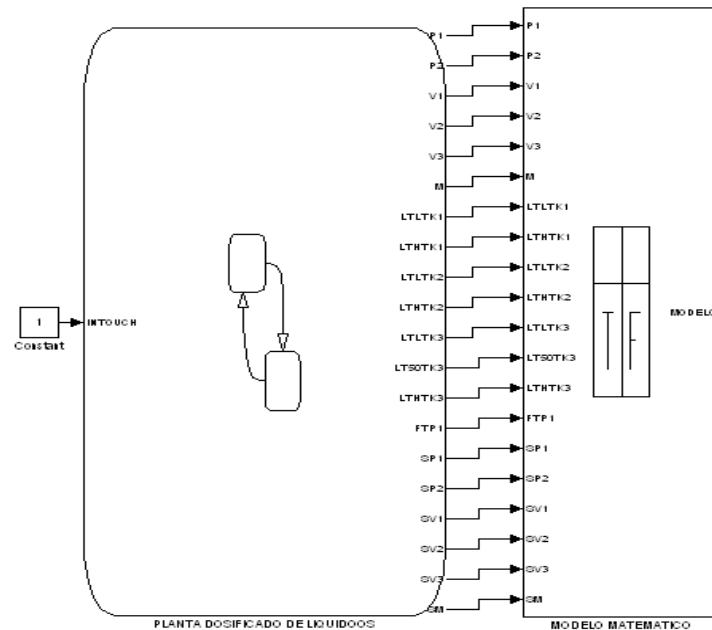 1
Constant
INTOUCH
P1
P2
V1
V2
V3
M
LTLTK1
LTHTK1
LTLTK2
LTHTK2
LTLTK3
LT50TK3
LTHTK3
FTP1
SP1
SP2
SV1
SV2
SV3
SM
PLANTA DOSIFICADO DE LIQUIDOOS
P1
P2
V1
V2
V3
M
LTLTK1
LTHTK1
LTLTK2
LTHTK2
LTLTK3
LT50TK3
LTHTK3
FTP1
SP1
SP2
SV1
SV2
SV3
SM
T F
MODELO
MODELO MATEMATICO